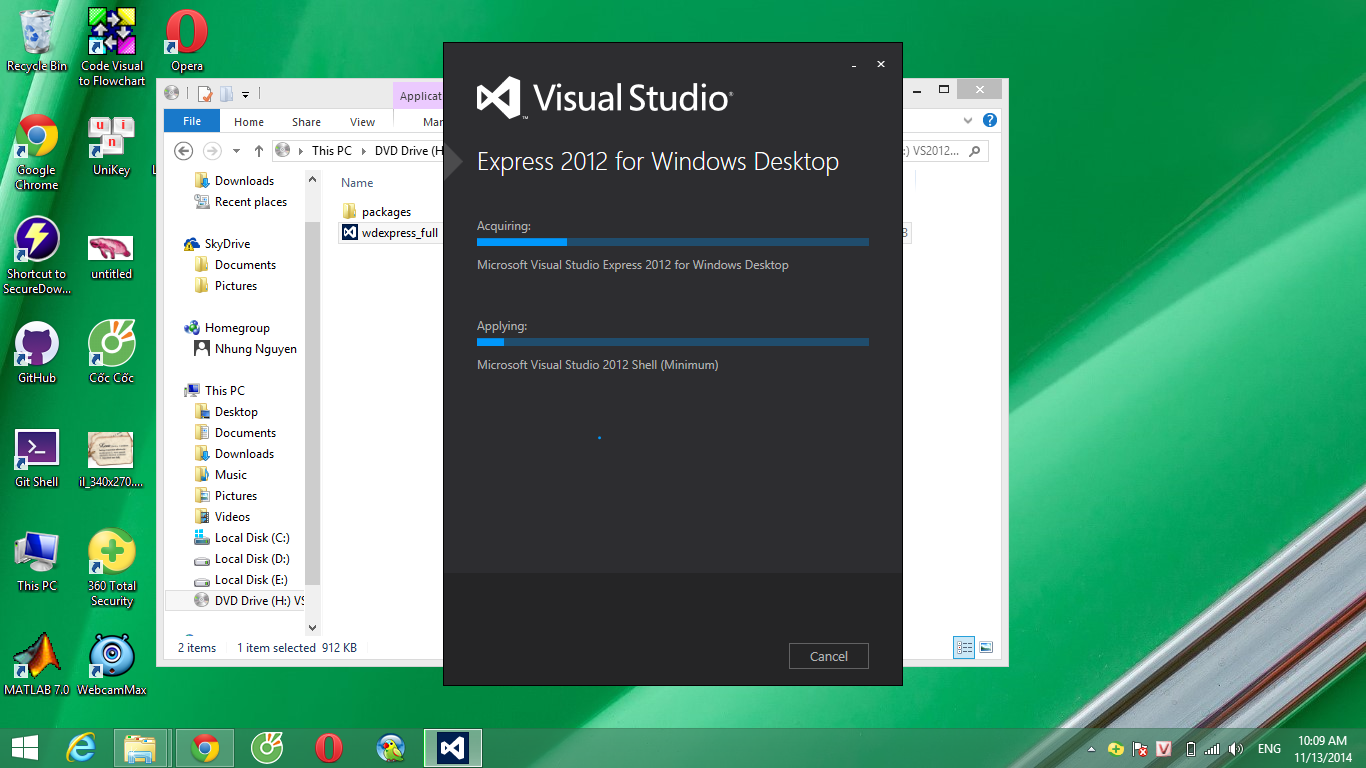 Recycle Bin
Code Visual
to Flowchart
Opera
Google
Chrome
UniKey
Shortcut to
SecureDow...
untitled
GitHub
Cốc Cốc
Git Shell
il_340x270....
This PC
360 Total
Security
MATLAB 7.0
WebcamMax
Applicati
File
Home
Share
View
Mar
This PC
DVD Drive (H:
:) VS2012...
Downloads
Recent places
SkyDrive
Documents
Pictures
Homegroup
Nhung Nguyen
This PC
Desktop
Documents
Downloads
Music
Pictures
Videos
Local Disk (C:)
Local Disk (D:)
Local Disk (E:)
DVD Drive (H:) VS
Name
packages
wdexpress_full
2 items
1 item selected 912 KB
Visual Studio
Express 2012 for Windows Desktop
Acquiring:
Microsoft Visual Studio Express 2012 for Windows Desktop
Applying:
Microsoft Visual Studio 2012 Shell (Minimum)
Cancel
ENG
10:09 AM
11/13/2014